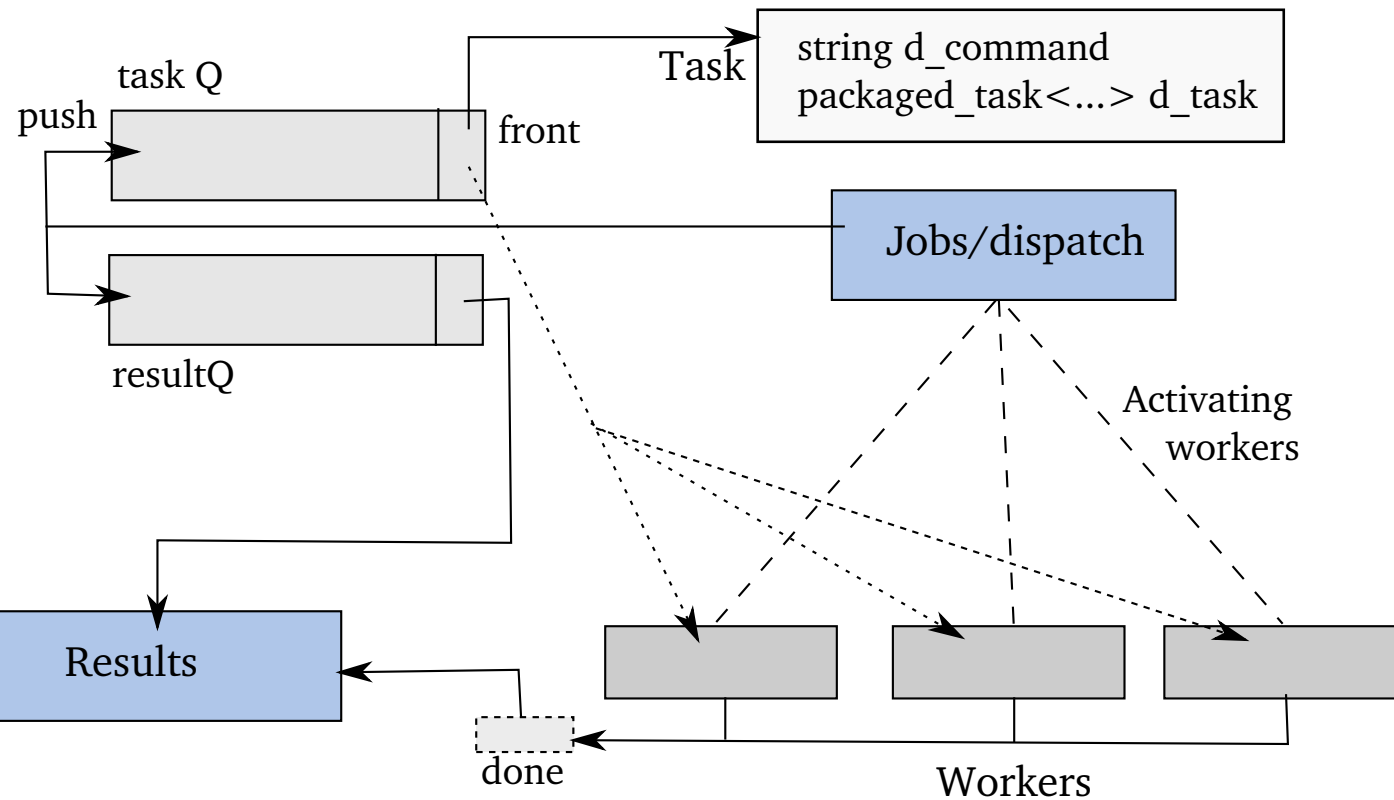 task Q
push
front
Task
string d_command
packaged_task<...> d_task
Jobs/dispatch
resultQ
Activating
workers
Results
done
Workers